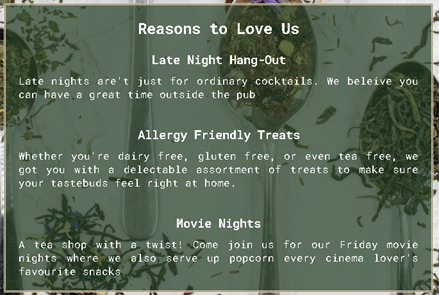 Reasons to Love Us
Late Night Hang-Out
Late nights are't just for ordinary cocktails. We beleive you
can have a great time outside the pub
Allergy Friendly Treats
Whether you're dairy free, gluten free, or even tea free, we
got you with a delectable assortment of treats to make sure
your tastebuds feel right at home.
Movie Nights
A tea shop with a twist! Come join us for our Friday movie
nights where we also serve up popcorn every cinema lover's
favourite snacks